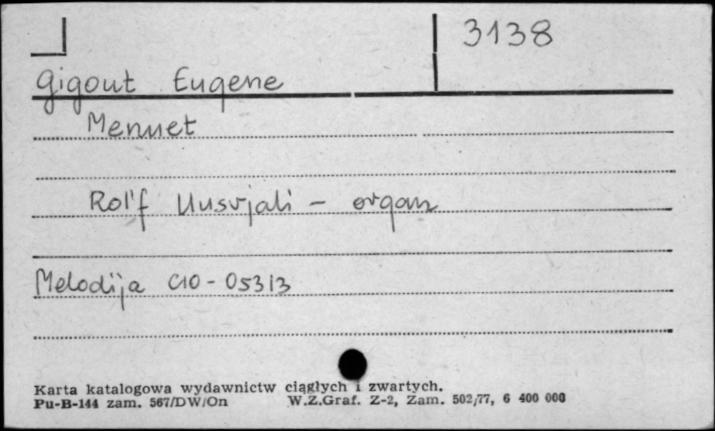 3138
Gigout Eugene
Menuet
Rol'f Uusvjali - organ
Melodija C10-05313
Karta katalogowa wydawnictw ciągłych i zwartych.
Pu-B-144 zam. 567/DW/On W.Z.Graf. Z-2, Zam. 502/77, 6 400 000